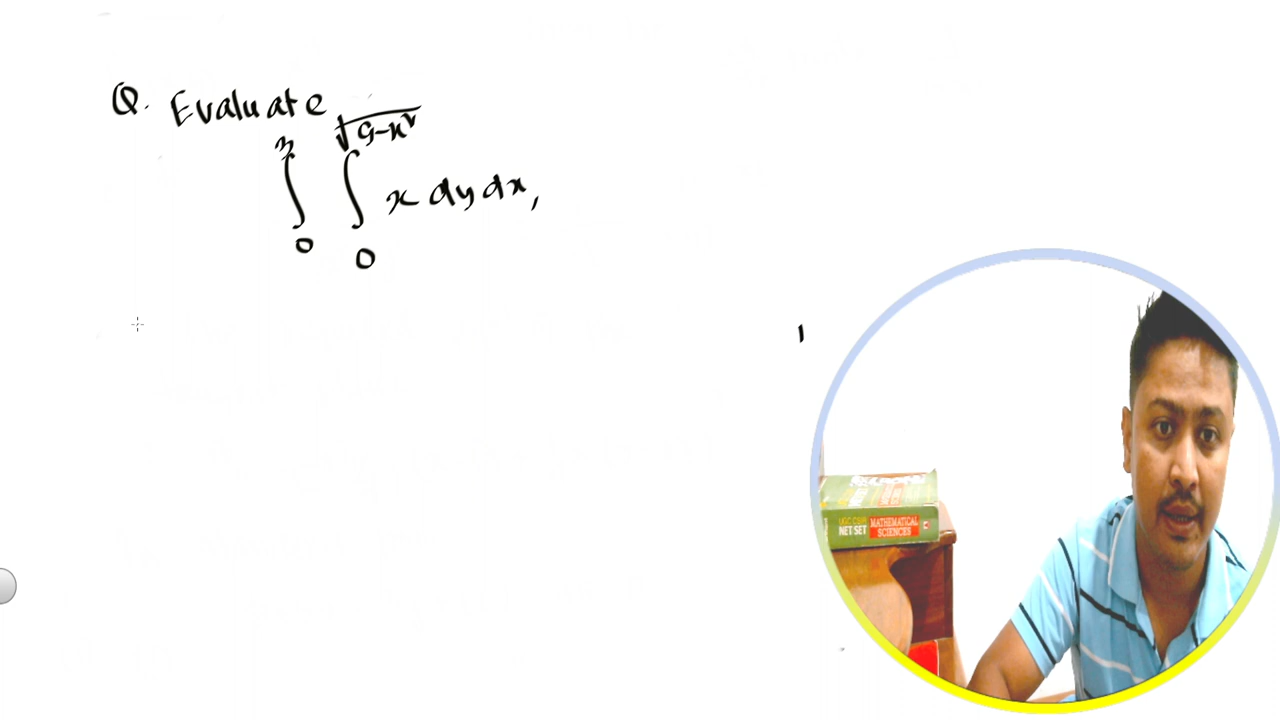 Q. Evaluate
∫₀³ ∫₀^√(9-x²) x dy dx,
UGC CSIR
NET SET
MATHEMATICAL
SCIENCES